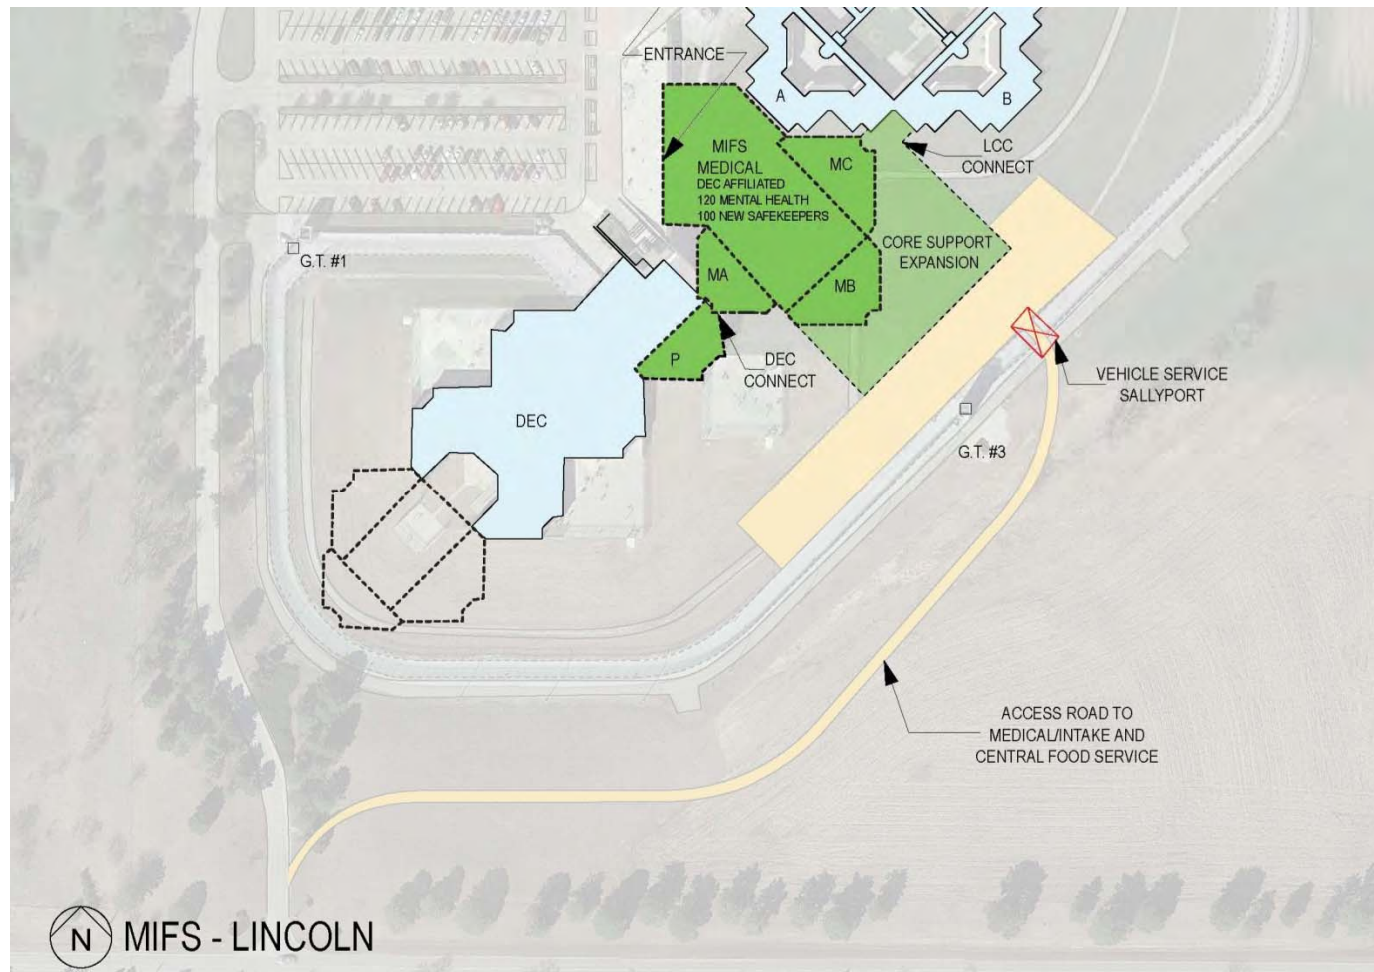 ENTRANCE
A
B
MIFS
MEDICAL
DEC AFFILIATED
120 MENTAL HEALTH
100 NEW SAFEKEEPERS
MC
LCC
CONNECT
G.T. #1
CORE SUPPORT
EXPANSION
MA
MB
P
DEC
CONNECT
VEHICLE SERVICE
SALLYPORT
DEC
G.T. #3
ACCESS ROAD TO
MEDICAL/INTAKE AND
CENTRAL FOOD SERVICE
N
MIFS - LINCOLN